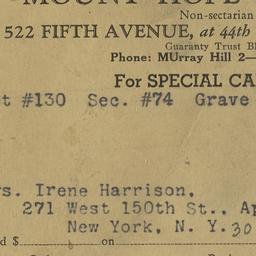 MOUNT HOPE
Non-sectarian
522 FIFTH AVENUE, at 44th
Guaranty Trust Bl
Phone: MUrray Hill 2—
For SPECIAL CA
t #130 Sec. #74 Grave
rs. Irene Harrison,
271 West 150th St., Ap
New York, N. Y. 30
d $ on